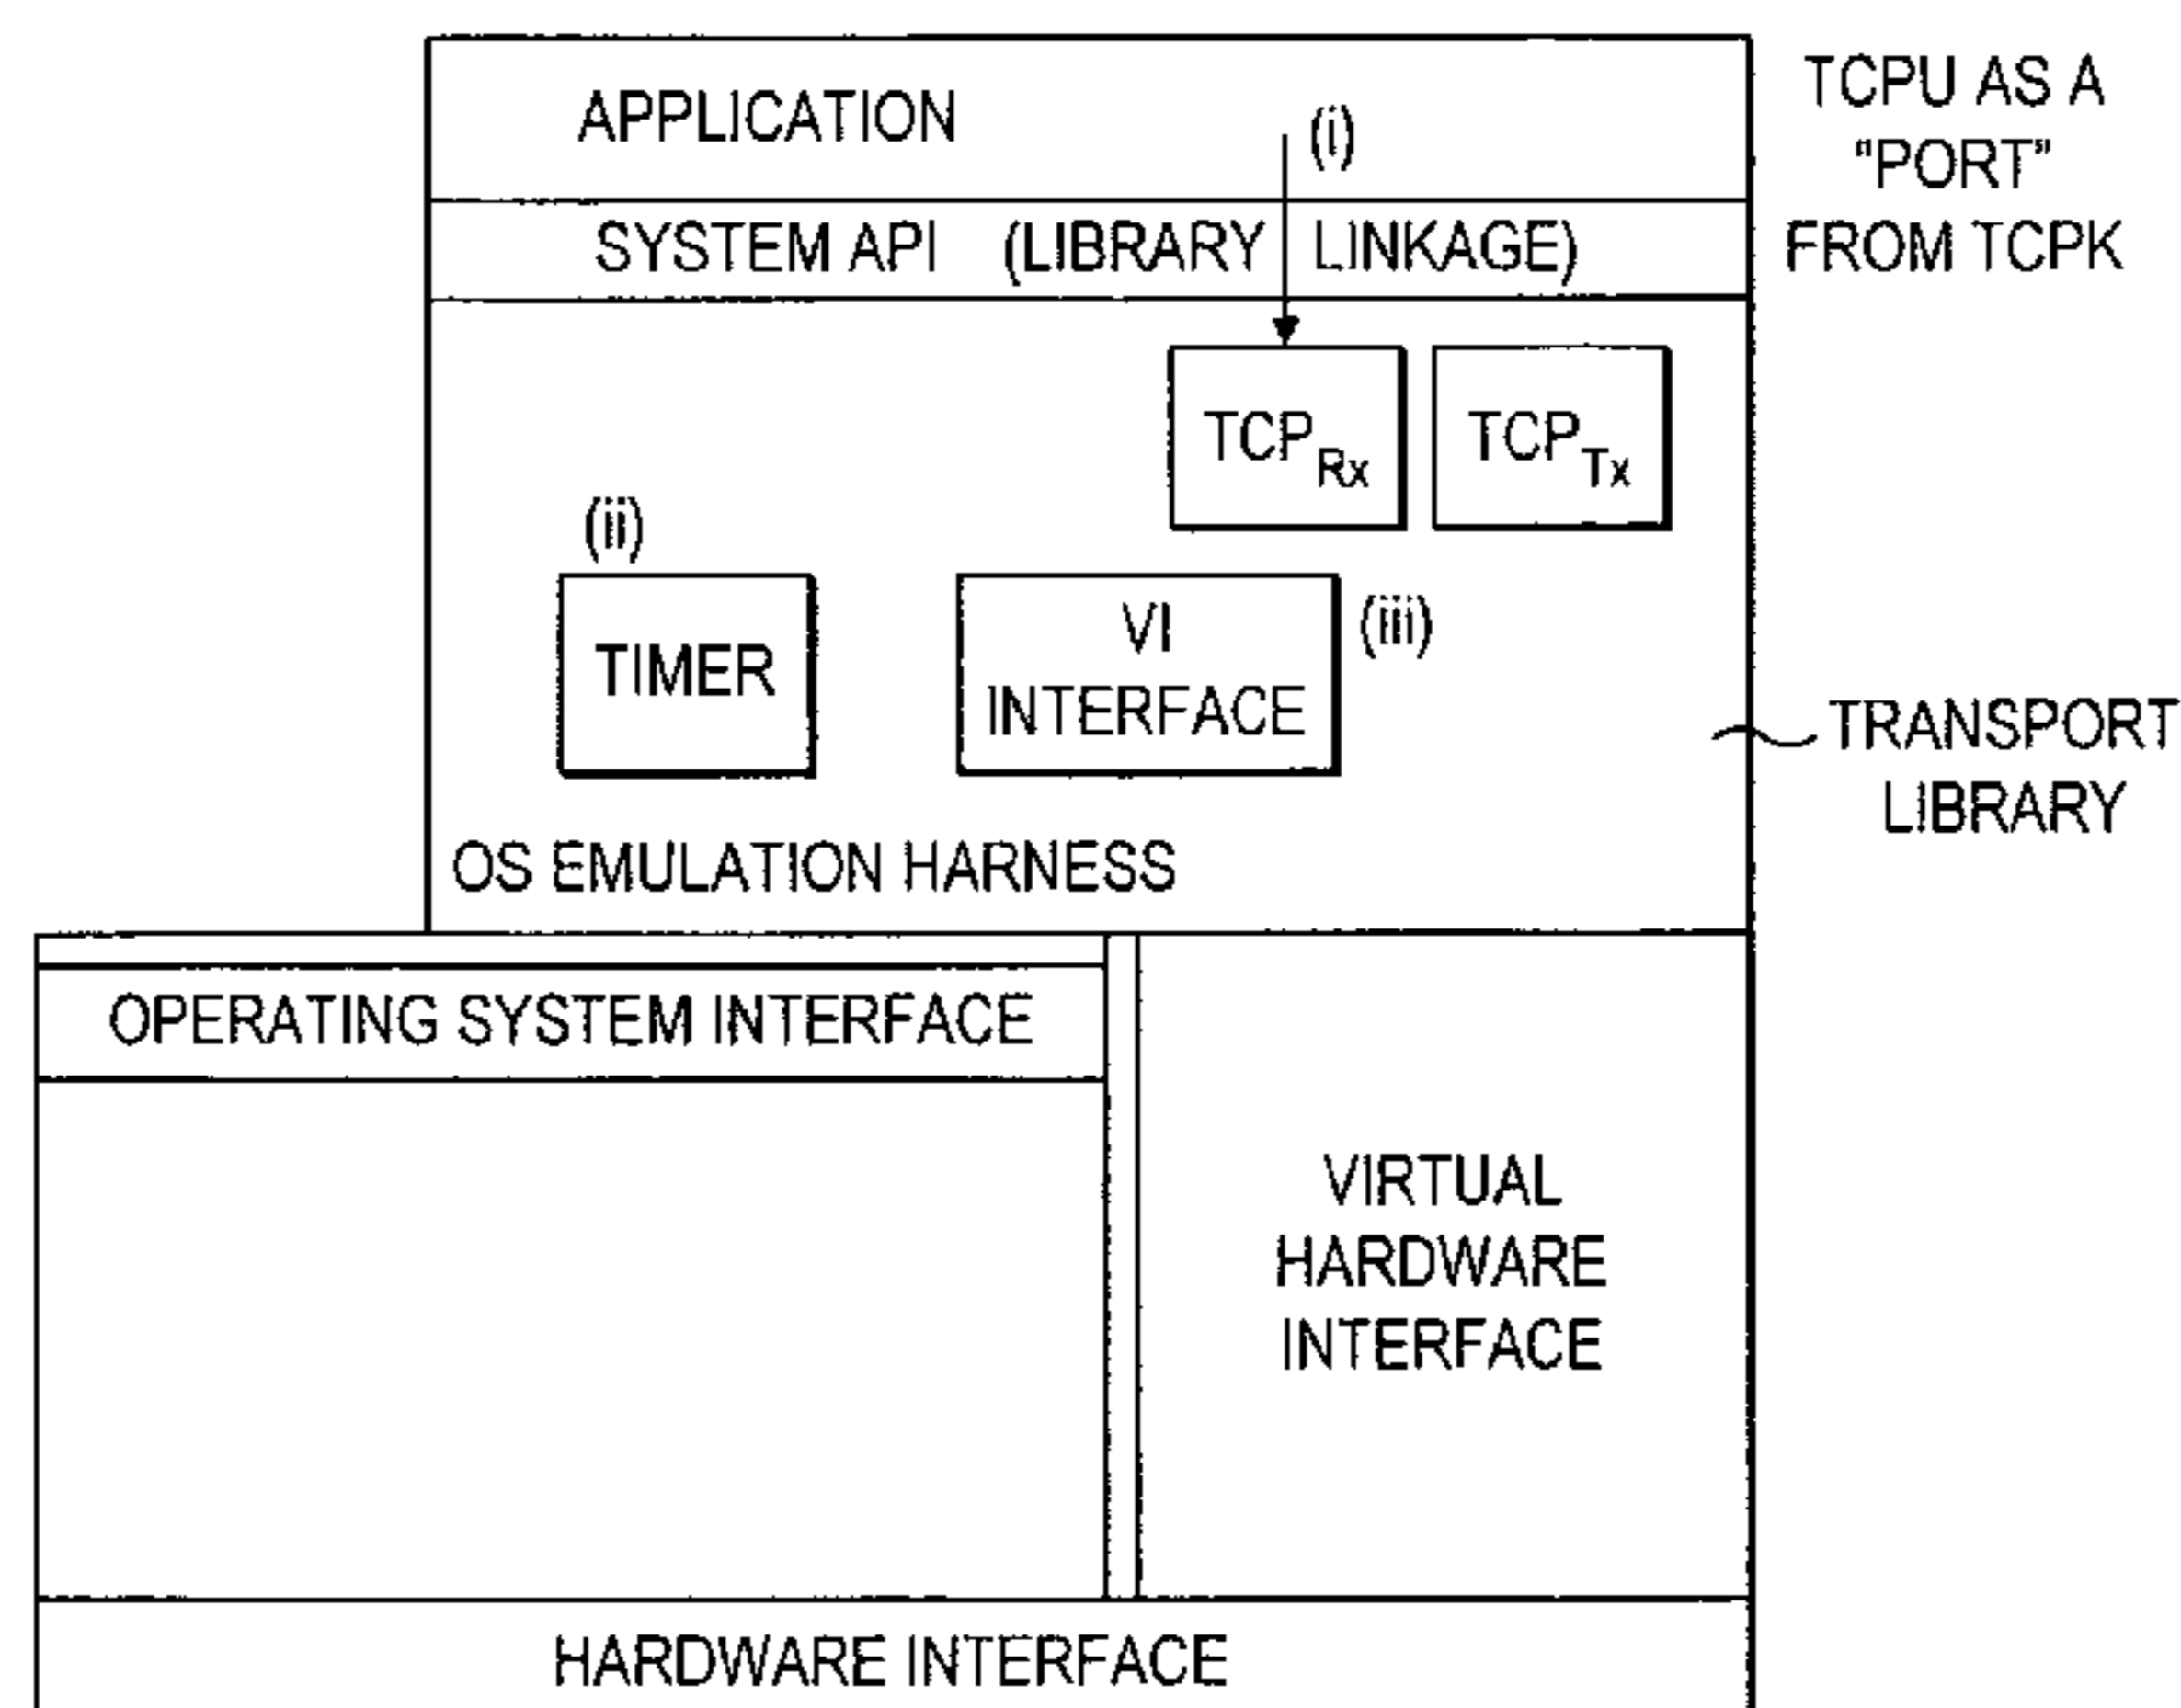 APPLICATION
(i)
TCPU AS A
"PORT"
FROM TCPK
SYSTEM API (LIBRARY LINKAGE)
TCPRx
TCPTx
(ii)
TIMER
VI
INTERFACE
(iii)
TRANSPORT
LIBRARY
OS EMULATION HARNESS
OPERATING SYSTEM INTERFACE
VIRTUAL
HARDWARE
INTERFACE
HARDWARE INTERFACE